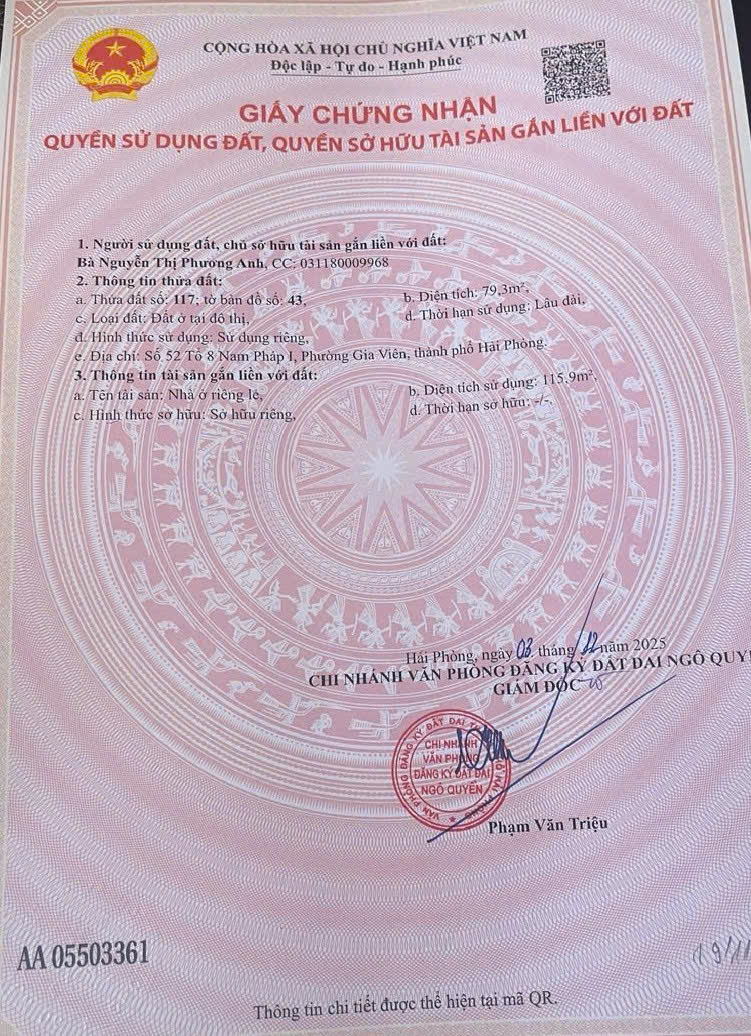 CỘNG HÒA XÃ HỘI CHỦ NGHĨA VIỆT NAM
Độc lập - Tự do - Hạnh phúc
GIẤY CHỨNG NHẬN
QUYỀN SỬ DỤNG ĐẤT, QUYỀN SỞ HỮU TÀI SẢN GẮN LIỀN VỚI ĐẤT
1. Người sử dụng đất, chủ sở hữu tài sản gắn liền với đất:
Bà Nguyễn Thị Phương Anh, CC: 031180009968
2. Thông tin thửa đất:
a. Thửa đất số: 117; tờ bản đồ số: 43, b. Diện tích: 79,3m²,
c. Loại đất: Đất ở tại đô thị, d. Thời hạn sử dụng: Lâu dài,
đ. Hình thức sử dụng: Sử dụng riêng,
e. Địa chỉ: Số 52 Tổ 8 Nam Pháp I, Phường Gia Viên, thành phố Hải Phòng.
3. Thông tin tài sản gắn liền với đất:
a. Tên tài sản: Nhà ở riêng lẻ, b. Diện tích sử dụng: 115,9m²,
c. Hình thức sở hữu: Sở hữu riêng, d. Thời hạn sở hữu: -/-.
Hải Phòng, ngày 03 tháng 12 năm 2025
CHI NHÁNH VĂN PHÒNG ĐĂNG KÝ ĐẤT ĐAI NGÔ QUY
GIÁM ĐỐC
VĂN PHÒNG ĐĂNG KÝ ĐẤT ĐAI
CHI NHÁNH
VĂN PHÒNG
ĐĂNG KÝ ĐẤT ĐAI
NGÔ QUYỀN
Phạm Văn Triệu
AA 05503361
Thông tin chi tiết được thể hiện tại mã QR.